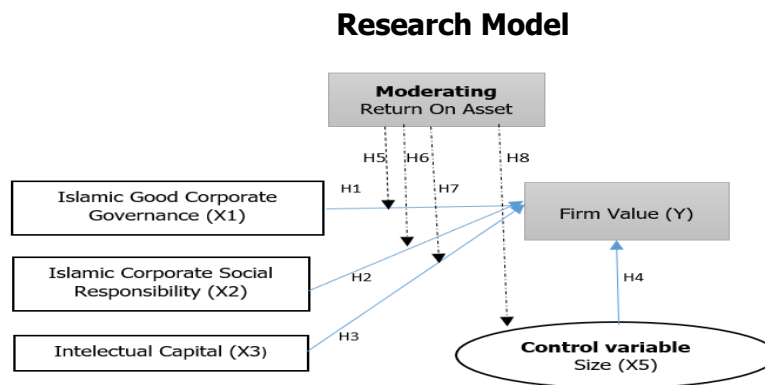 Research Model
Moderating
Return On Asset
H5
H6
H8
H1
H7
Islamic Good Corporate
Governance (X1)
Firm Value (Y)
Islamic Corporate Social
Responsibility (X2)
H2
H4
H3
Intelectual Capital (X3)
Control variable
Size (X5)